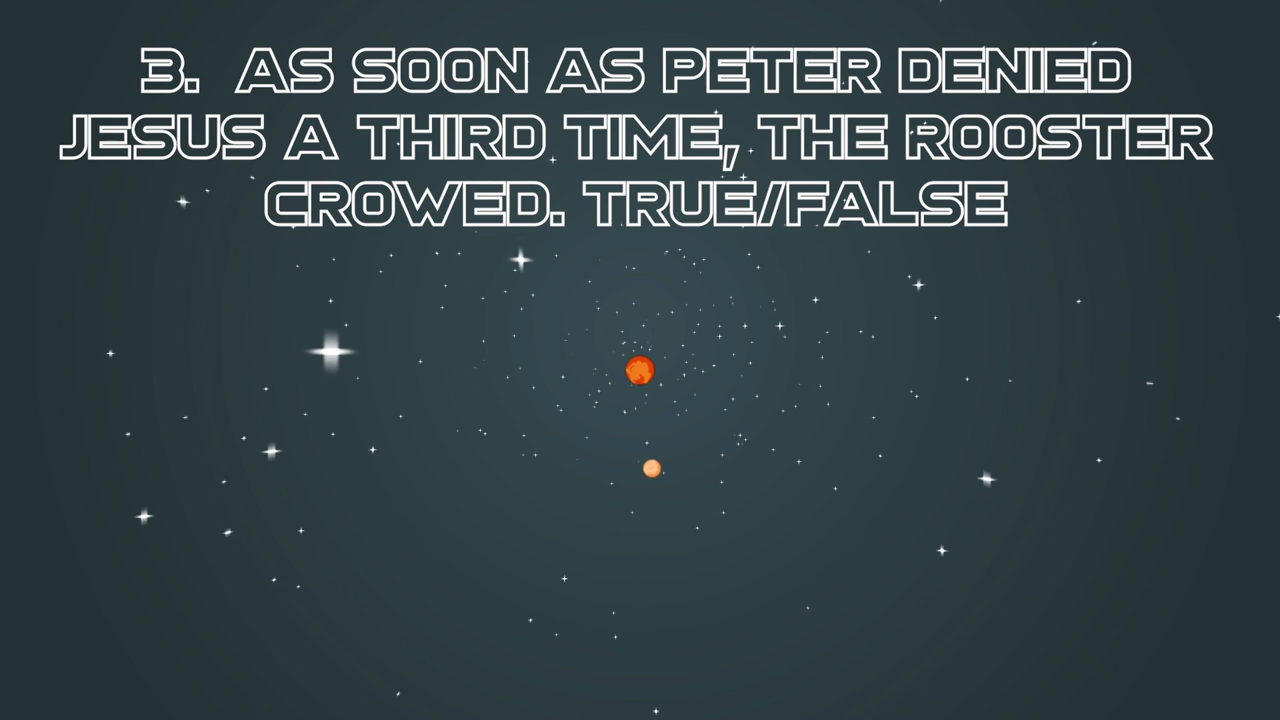 3. AS SOON AS PETER DENIED
JESUS A THIRD TIME, THE ROOSTER
CROWED. TRUE/FALSE